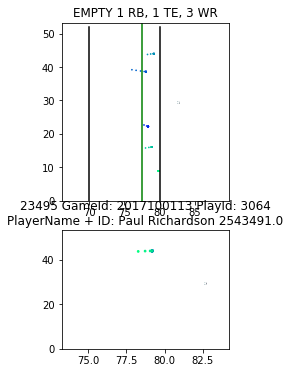 EMPTY 1 RB, 1 TE, 3 WR
50
40
30
20
10
0
70 75 80 85
23495 GameId: 2017100113 PlayId: 3064
PlayerName + ID: Paul Richardson 2543491.0
40
20
0
75.0 77.5 80.0 82.5